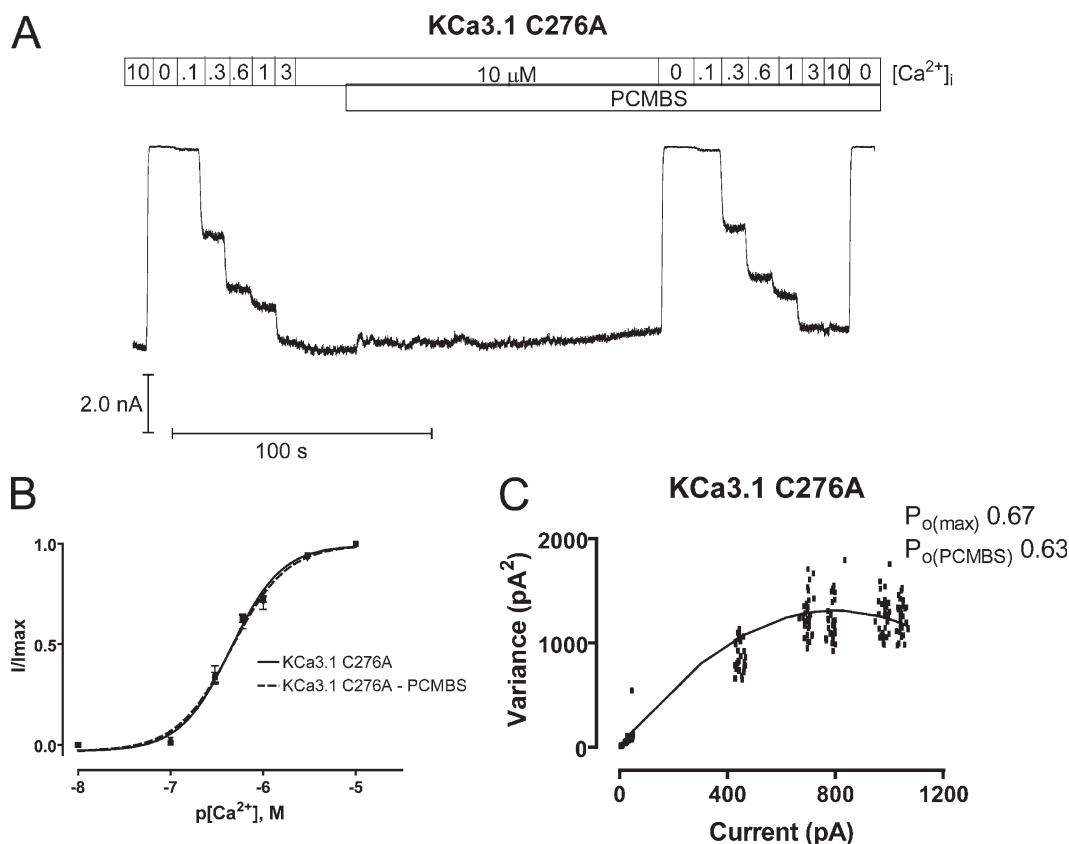 A
KCa3.1 C276A
10 0 .1 .3 .6 1 3 10 μM 0 .1 .3 .6 1 3 10 0 [Ca²⁺]ᵢ
PCMBS
2.0 nA
100 s
B
I/Imax
1.0
0.5
0.0
KCa3.1 C276A
KCa3.1 C276A - PCMBS
-8 -7 -6 -5
p[Ca²⁺], M
C
KCa3.1 C276A
Pₒ₍ₘₐₓ₎ 0.67
P_o(PCMBS) 0.63
Variance (pA²)
2000
1000
0
0 400 800 1200
Current (pA)